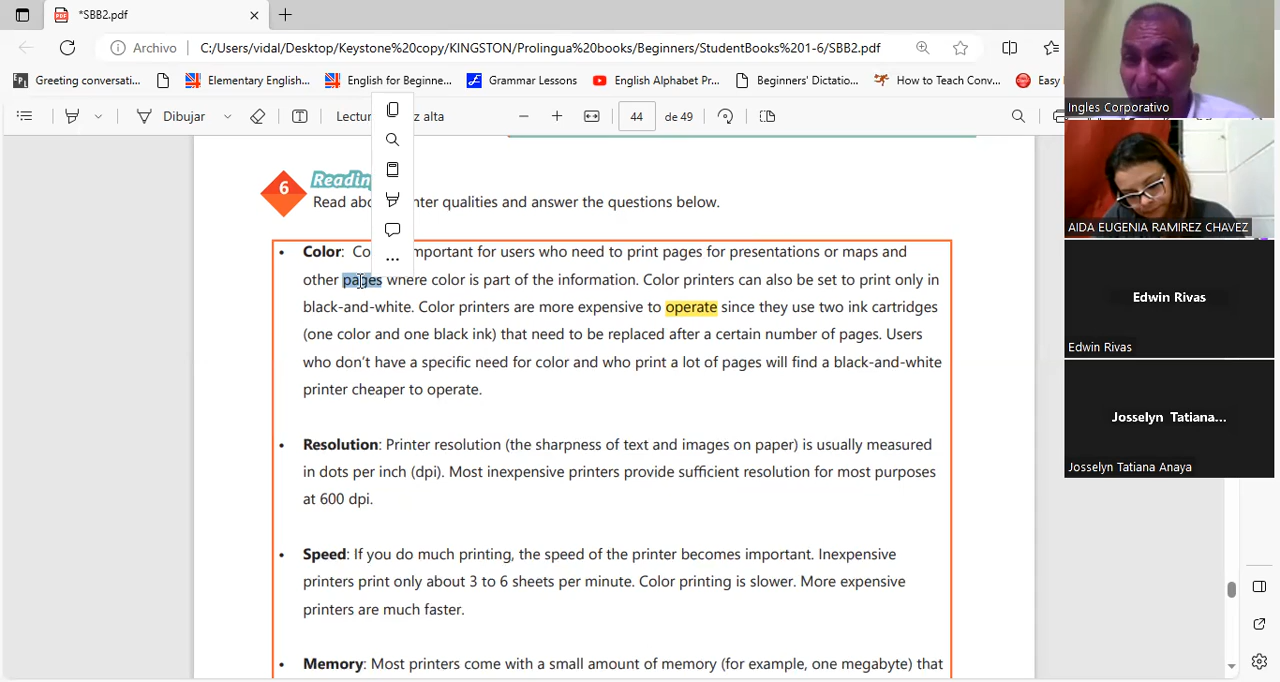 *SBB2.pdf
Archivo
C:/Users/vidal/Desktop/Keystone%20copy/KINGSTON/Prolingua%20books/Beginners/StudentBooks%201-6/SBB2.pdf
Greeting conversati...
Elementary English...
English for Beginne...
Grammar Lessons
English Alphabet Pr...
Beginners' Dictatio...
How to Teach Conv...
Easy
Dibujar
Lectur
z alta
44
de 49
6
Reading
Read abo
nter qualities and answer the questions below.
• Color: Co
mportant for users who need to print pages for presentations or maps and
other pages where color is part of the information. Color printers can also be set to print only in
black-and-white. Color printers are more expensive to operate since they use two ink cartridges
(one color and one black ink) that need to be replaced after a certain number of pages. Users
who don't have a specific need for color and who print a lot of pages will find a black-and-white
printer cheaper to operate.
• Resolution: Printer resolution (the sharpness of text and images on paper) is usually measured
in dots per inch (dpi). Most inexpensive printers provide sufficient resolution for most purposes
at 600 dpi.
• Speed: If you do much printing, the speed of the printer becomes important. Inexpensive
printers print only about 3 to 6 sheets per minute. Color printing is slower. More expensive
printers are much faster.
• Memory: Most printers come with a small amount of memory (for example, one megabyte) that
Ingles Corporativo
AIDA EUGENIA RAMIREZ CHAVEZ
Edwin Rivas
Edwin Rivas
Josselyn Tatiana...
Josselyn Tatiana Anaya